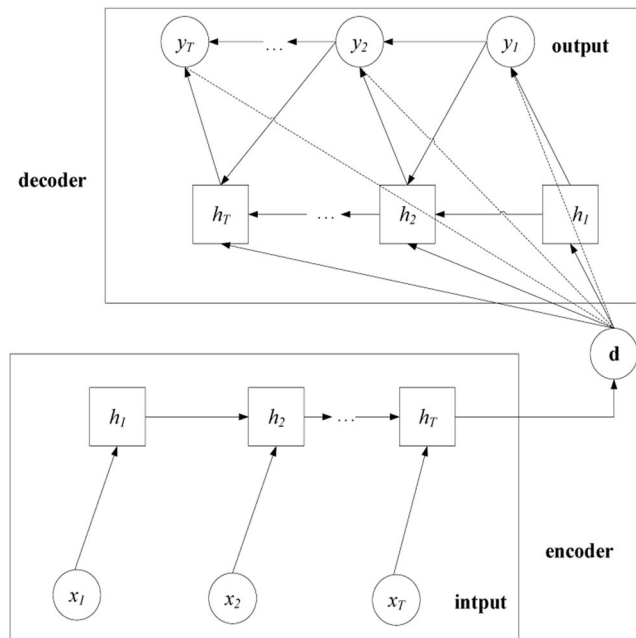 y_T ... y_2 y_1 output
decoder
h_T ... h_2 h_1
d
h_1 h_2 ... h_T
encoder
x_1 x_2 x_T intput